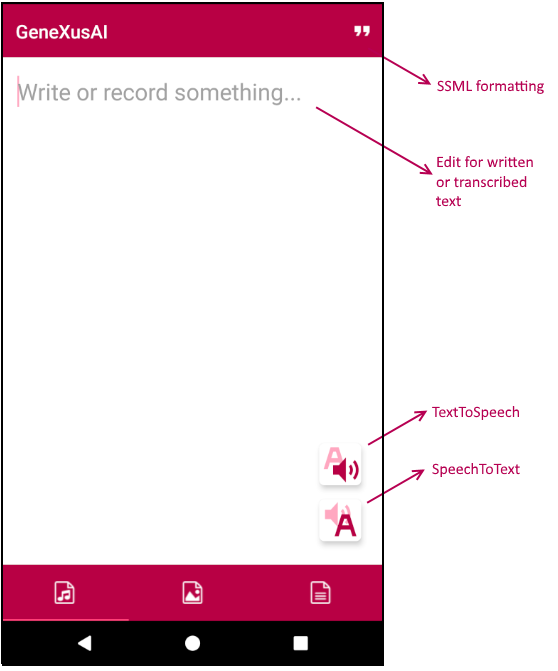 GeneXusAI
SSML formatting
Write or record something...
Edit for written
or transcribed
text
TextToSpeech
SpeechToText